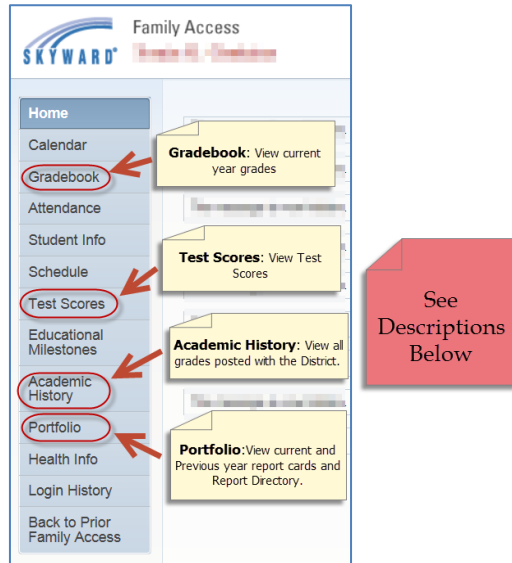 SKYWARD®
Family Access
Home
Calendar
Gradebook
Attendance
Student Info
Schedule
Test Scores
Educational
Milestones
Academic
History
Portfolio
Health Info
Login History
Back to Prior
Family Access
Gradebook: View current
year grades
Test Scores: View Test
Scores
Academic History: View all
grades posted with the District.
Portfolio:View current and
Previous year report cards and
Report Directory.
See
Descriptions
Below